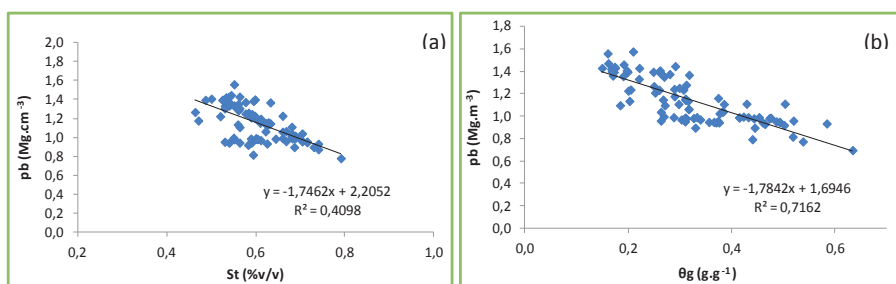 (a)
pb (Mg.cm⁻³)
2,0
1,8
1,6
1,4
1,2
1,0
0,8
0,6
0,4
0,2
0,0
y = -1,7462x + 2,2052
R² = 0,4098
0,2 0,4 0,6 0,8 1,0
St (%v/v)
(b)
pb (Mg.m⁻³)
1,8
1,6
1,4
1,2
1,0
0,8
0,6
0,4
0,2
0,0
y = -1,7842x + 1,6946
R² = 0,7162
0,0 0,2 0,4 0,6
θg (g.g⁻¹)